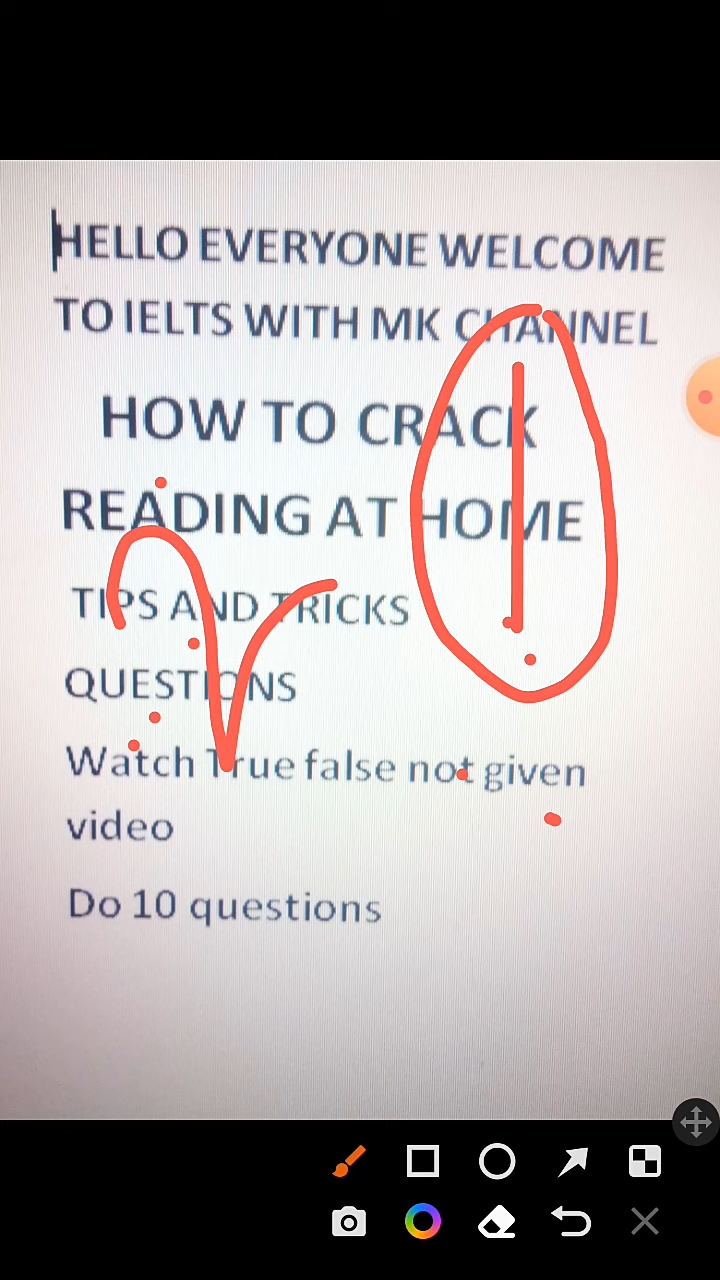 HELLO EVERYONE WELCOME
TO IELTS WITH MK CHANNEL
HOW TO CRACK
READING AT HOME
TIPS AND TRICKS
QUESTIONS
Watch True false not given
video
Do 10 questions